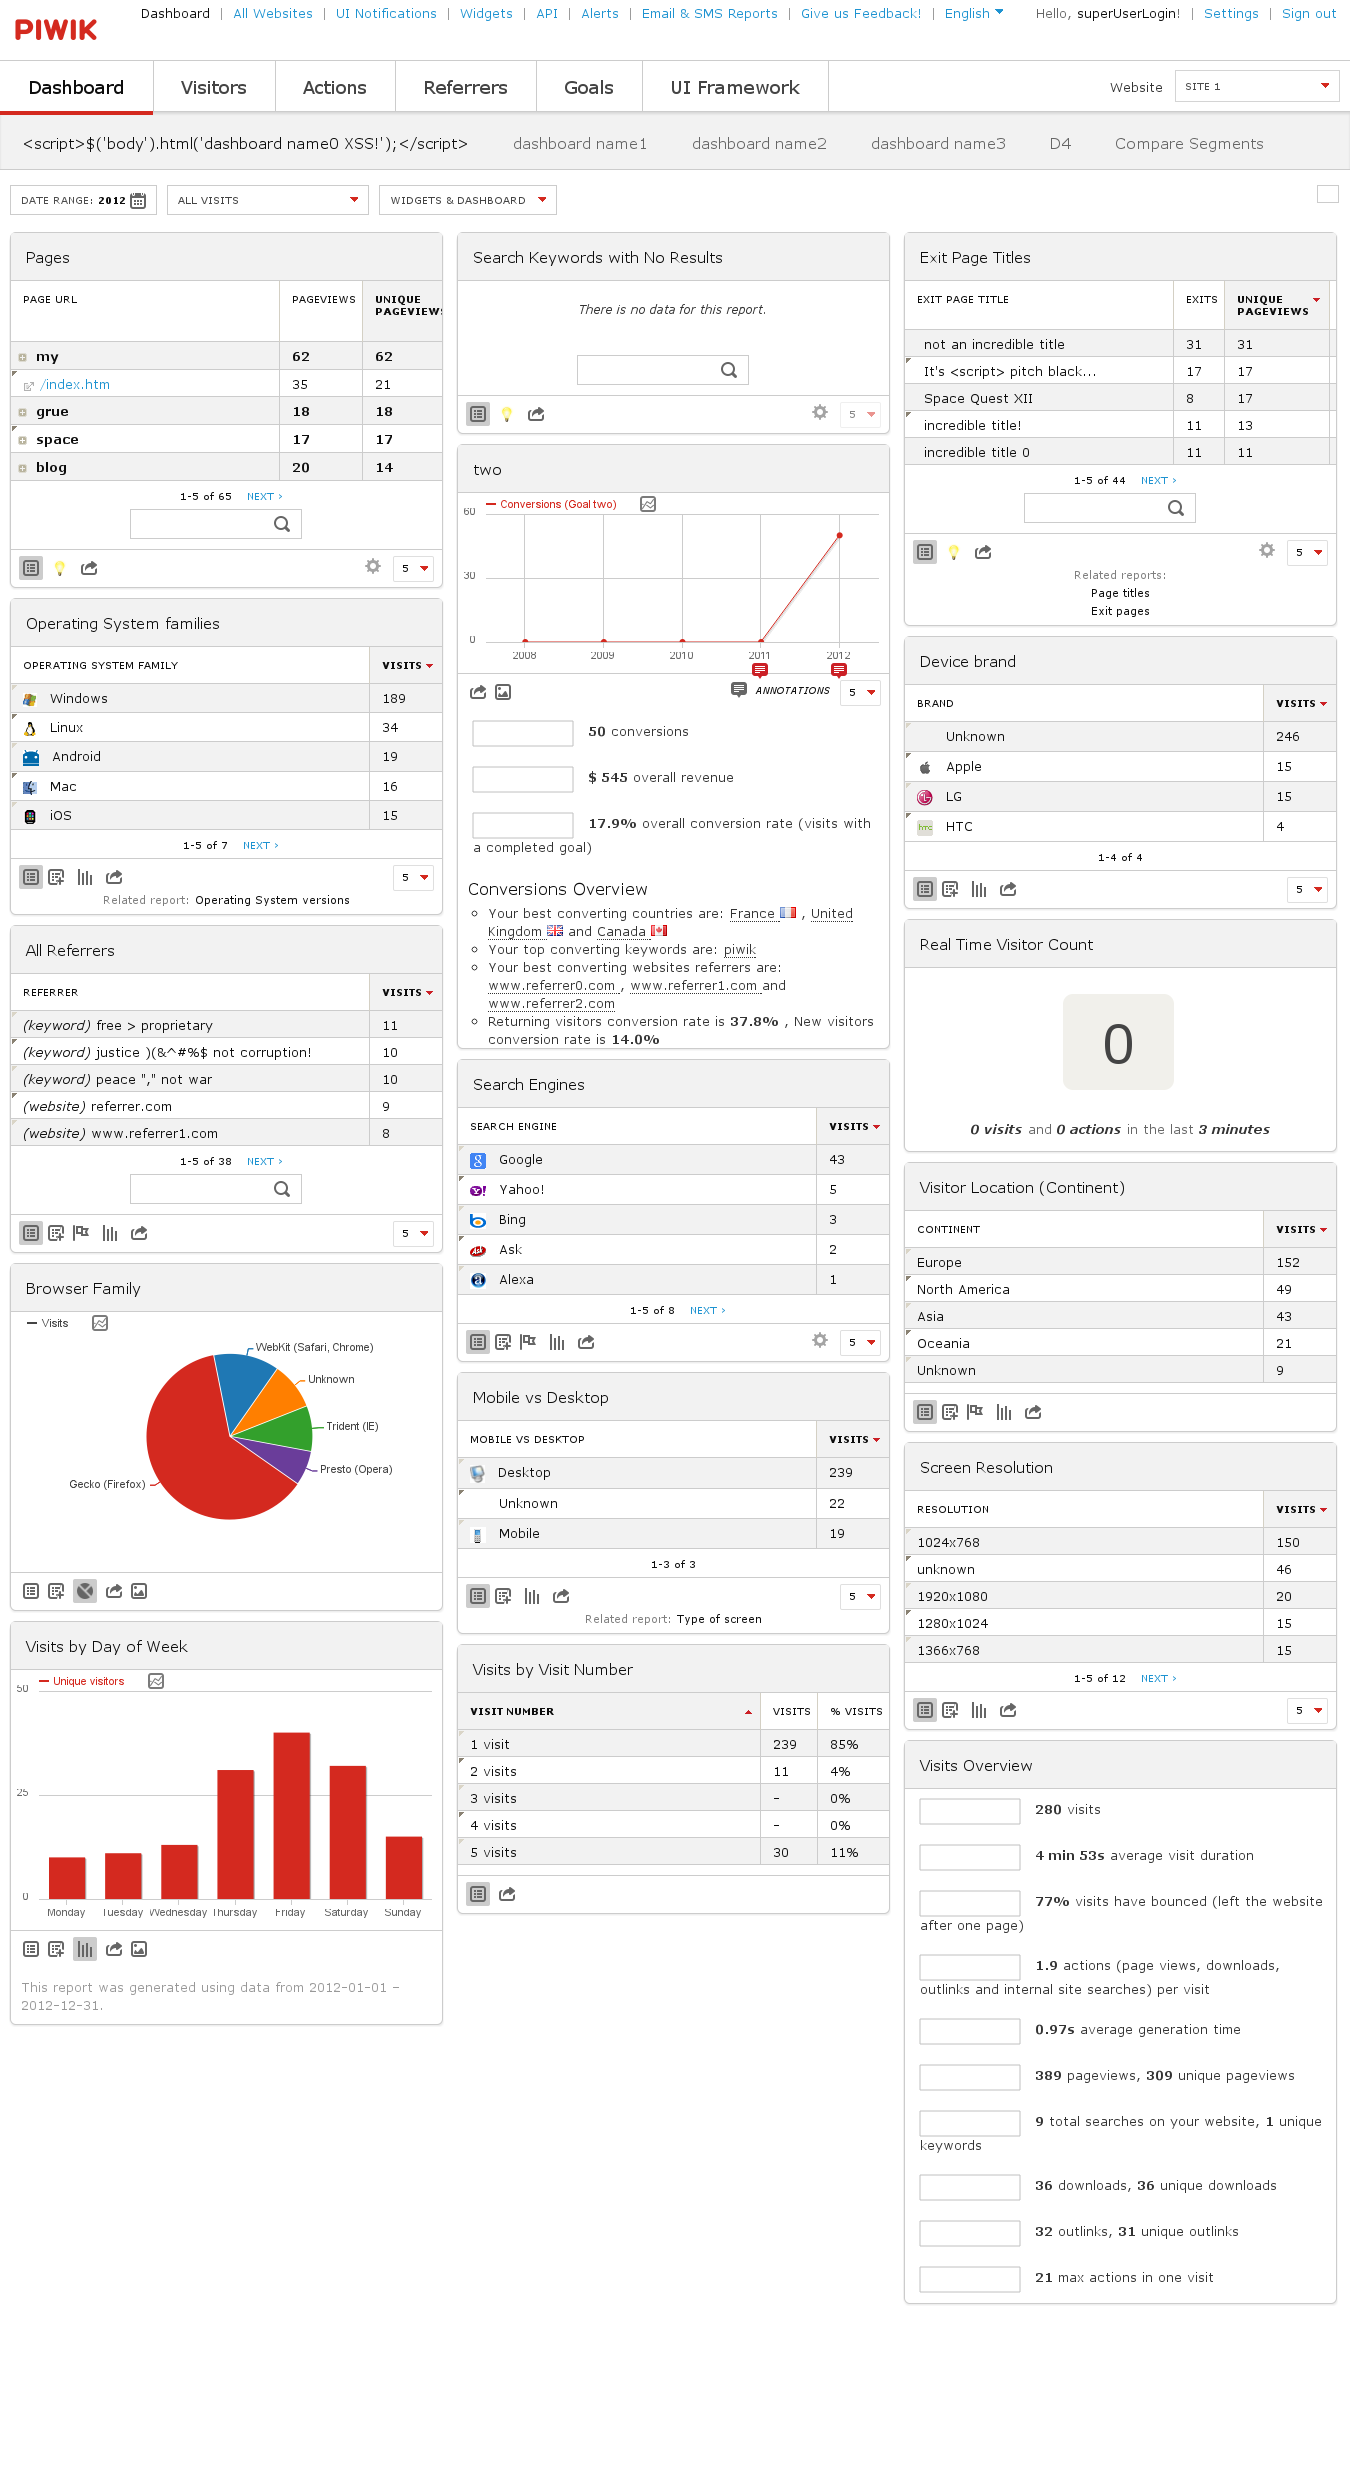 PIWIK
Dashboard | All Websites | UI Notifications | Widgets | API | Alerts | Email & SMS Reports | Give us Feedback! | English
Hello, superUserLogin! | Settings | Sign out
Dashboard Visitors Actions Referrers Goals UI Framework
Website SITE 1
<script>$('body').html('dashboard name0 XSS!');</script> dashboard name1 dashboard name2 dashboard name3 D4 Compare Segments
DATE RANGE: 2012 ALL VISITS WIDGETS & DASHBOARD
Pages
PAGE URL PAGEVIEWS UNIQUE
PAGEVIEWS
my 62 62
/index.htm 35 21
grue 18 18
space 17 17
blog 20 14
1-5 of 65 NEXT ›
5
Operating System families
OPERATING SYSTEM FAMILY VISITS
Windows 189
Linux 34
Android 19
Mac 16
iOS 15
1-5 of 7 NEXT ›
5
Related report: Operating System versions
All Referrers
REFERRER VISITS
(keyword) free > proprietary 11
(keyword) justice )(&^#%$ not corruption! 10
(keyword) peace "," not war 10
(website) referrer.com 9
(website) www.referrer1.com 8
1-5 of 38 NEXT ›
5
Browser Family
Visits
WebKit (Safari, Chrome)
Unknown
Trident (IE)
Presto (Opera)
Gecko (Firefox)
Visits by Day of Week
Unique visitors
50
25
0
Monday Tuesday Wednesday Thursday Friday Saturday Sunday
This report was generated using data from 2012-01-01 -
2012-12-31.
Search Keywords with No Results
There is no data for this report.
5
two
Conversions (Goal two)
60
30
0
2008 2009 2010 2011 2012
ANNOTATIONS 5
50 conversions
$ 545 overall revenue
17.9% overall conversion rate (visits with
a completed goal)
Conversions Overview
Your best converting countries are: France , United
Kingdom and Canada
Your top converting keywords are: piwik
Your best converting websites referrers are:
www.referrer0.com , www.referrer1.com and
www.referrer2.com
Returning visitors conversion rate is 37.8% , New visitors
conversion rate is 14.0%
Search Engines
SEARCH ENGINE VISITS
Google 43
Yahoo! 5
Bing 3
Ask 2
Alexa 1
1-5 of 8 NEXT ›
5
Mobile vs Desktop
MOBILE VS DESKTOP VISITS
Desktop 239
Unknown 22
Mobile 19
1-3 of 3
5
Related report: Type of screen
Visits by Visit Number
VISIT NUMBER VISITS % VISITS
1 visit 239 85%
2 visits 11 4%
3 visits - 0%
4 visits - 0%
5 visits 30 11%
Exit Page Titles
EXIT PAGE TITLE EXITS UNIQUE
PAGEVIEWS
not an incredible title 31 31
It's <script> pitch black... 17 17
Space Quest XII 8 17
incredible title! 11 13
incredible title 0 11 11
1-5 of 44 NEXT ›
5
Related reports:
Page titles
Exit pages
Device brand
BRAND VISITS
Unknown 246
Apple 15
LG 15
hmc HTC 4
1-4 of 4
5
Real Time Visitor Count
0
0 visits and 0 actions in the last 3 minutes
Visitor Location (Continent)
CONTINENT VISITS
Europe 152
North America 49
Asia 43
Oceania 21
Unknown 9
Screen Resolution
RESOLUTION VISITS
1024x768 150
unknown 46
1920x1080 20
1280x1024 15
1366x768 15
1-5 of 12 NEXT ›
5
Visits Overview
280 visits
4 min 53s average visit duration
77% visits have bounced (left the website
after one page)
1.9 actions (page views, downloads,
outlinks and internal site searches) per visit
0.97s average generation time
389 pageviews, 309 unique pageviews
9 total searches on your website, 1 unique
keywords
36 downloads, 36 unique downloads
32 outlinks, 31 unique outlinks
21 max actions in one visit